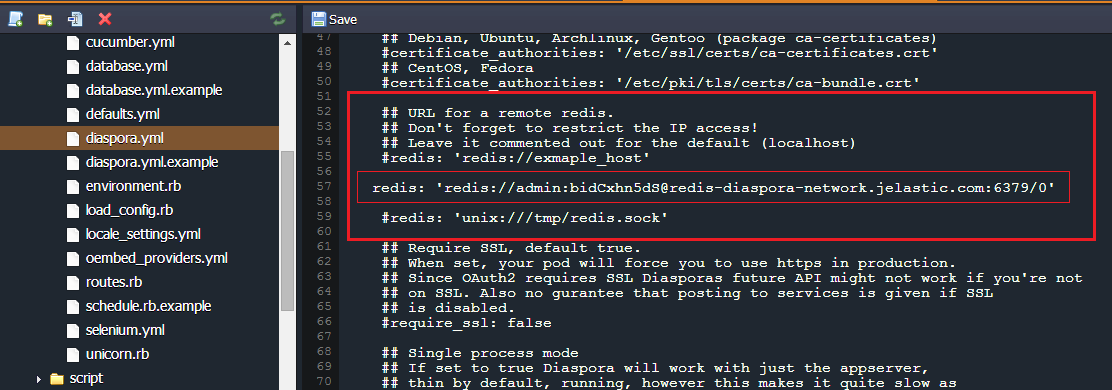 Save
cucumber.yml
database.yml
database.yml.example
defaults.yml
diaspora.yml
diaspora.yml.example
environment.rb
load_config.rb
locale_settings.yml
oembed_providers.yml
routes.rb
schedule.rb.example
selenium.yml
unicorn.rb
script
47 ## Debian, Ubuntu, Archlinux, Gentoo (package ca-certificates)
48 #certificate_authorities: '/etc/ssl/certs/ca-certificates.crt'
49 ## CentOS, Fedora
50 #certificate_authorities: '/etc/pki/tls/certs/ca-bundle.crt'
51
52 ## URL for a remote redis.
53 ## Don't forget to restrict the IP access!
54 ## Leave it commented out for the default (localhost)
55 #redis: 'redis://exmaple_host'
56
57 redis: 'redis://admin:bidCxhn5dS@redis-diaspora-network.jelastic.com:6379/0'
58
59 #redis: 'unix:///tmp/redis.sock'
60
61 ## Require SSL, default true.
62 ## When set, your pod will force you to use https in production.
63 ## Since OAuth2 requires SSL Diasporas future API might not work if you're not
64 ## on SSL. Also no gurantee that posting to services is given if SSL
65 ## is disabled.
66 #require_ssl: false
67
68 ## Single process mode
69 ## If set to true Diaspora will work with just the appserver,
70 ## thin by default, running, however this makes it quite slow as